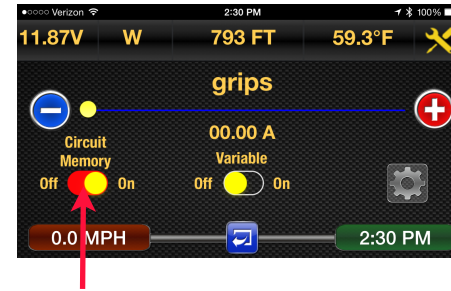 Verizon 2:30 PM 100%
11.87V W 793 FT 59.3°F
grips
00.00 A
Circuit
Memory
Off On
Variable
Off On
0.0 MPH 2:30 PM